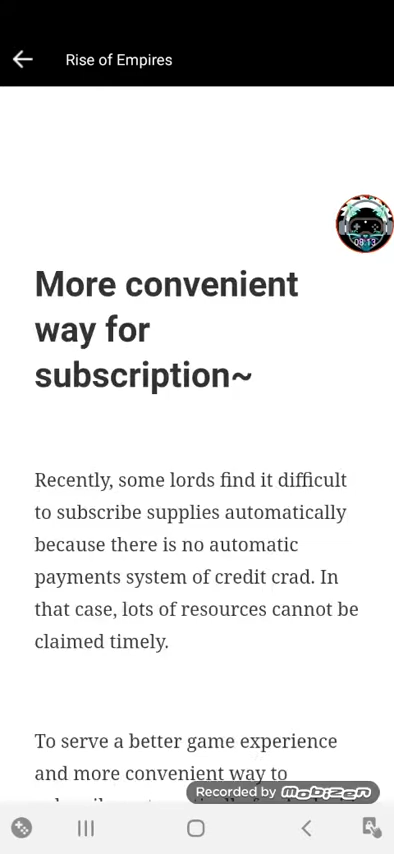 Rise of Empires
08:13
More convenient
way for
subscription~
Recently, some lords find it difficult
to subscribe supplies automatically
because there is no automatic
payments system of credit crad. In
that case, lots of resources cannot be
claimed timely.
To serve a better game experience
and more convenient way to
Recorded by mobizen